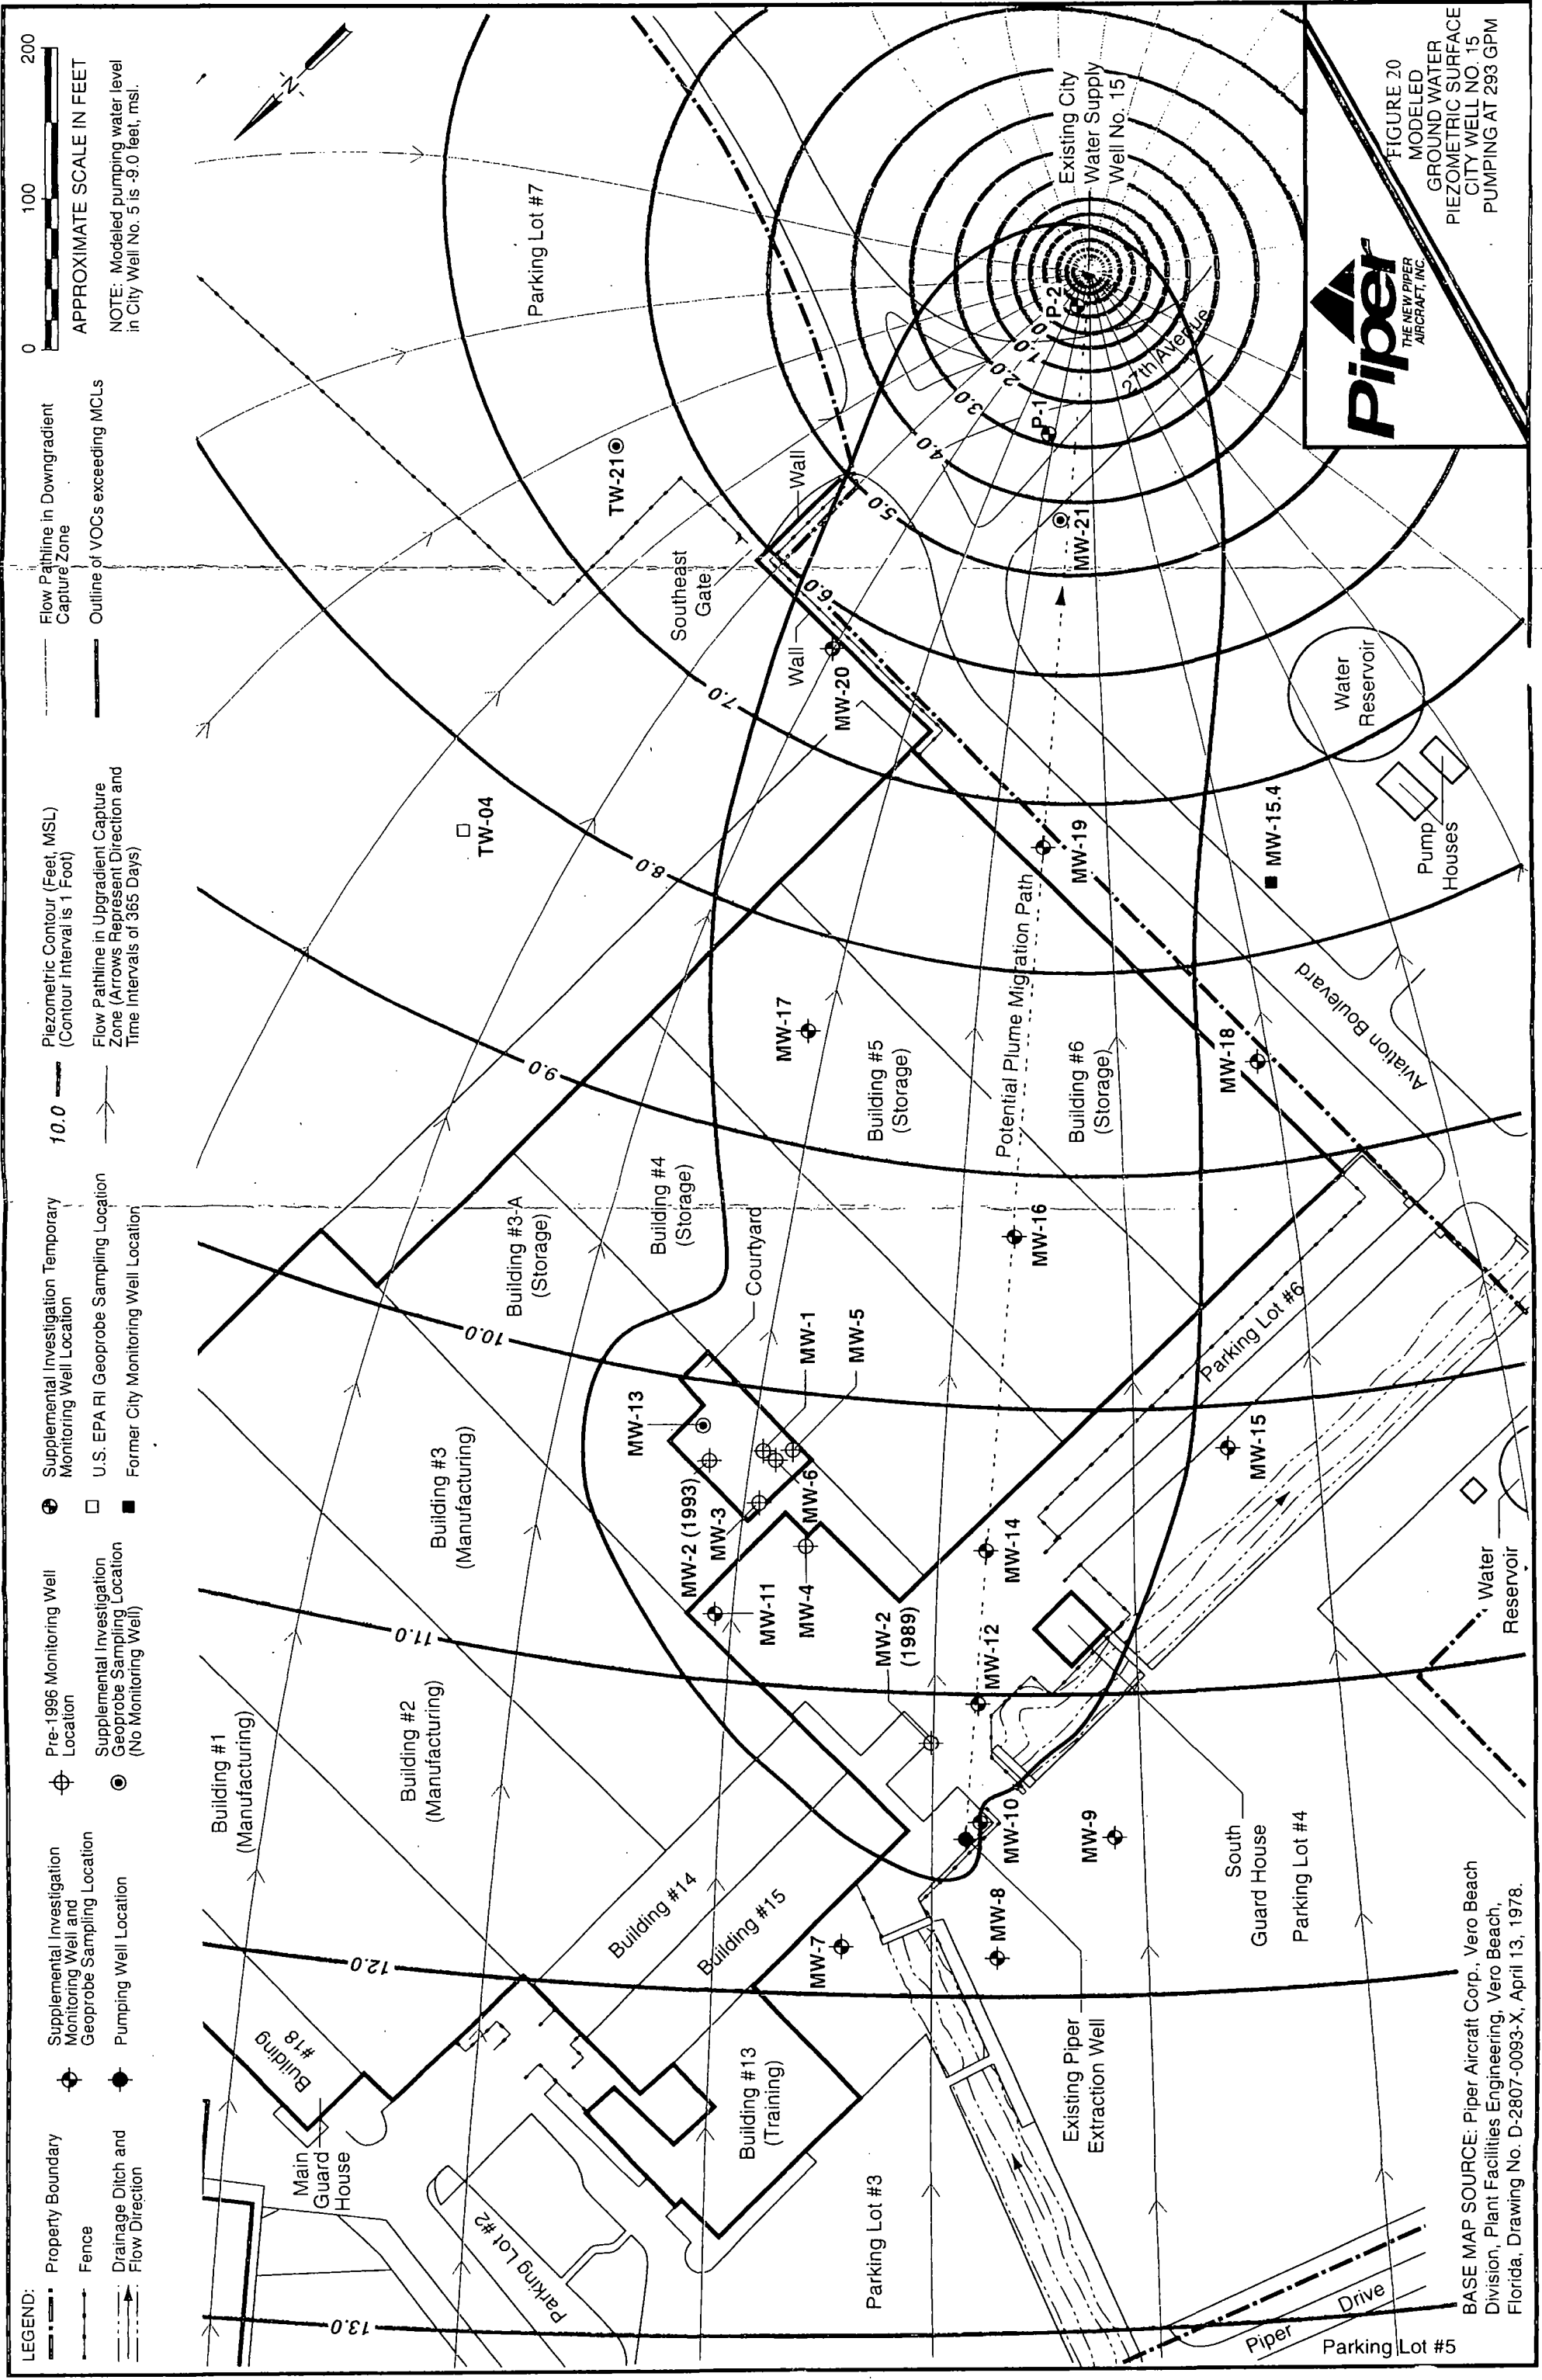 LEGEND:
Property Boundary
Fence
Drainage Ditch and
Flow Direction
Supplemental Investigation
Monitoring Well and
Geoprobe Sampling Location
Pumping Well Location
Pre-1996 Monitoring Well
Location
Supplemental Investigation
Geoprobe Sampling Location
(No Monitoring Well)
Supplemental Investigation Temporary
Monitoring Well Location
U.S. EPA RI Geoprobe Sampling Location
Former City Monitoring Well Location
10.0
Piezometric Contour (Feet, MSL)
(Contour Interval is 1 Foot)
Flow Pathline in Upgradient Capture
Zone (Arrows Represent Direction and
Time Intervals of 365 Days)
Flow Pathline in Downgradient
Capture Zone
Outline of VOCs exceeding MCLs
0
100
200
APPROXIMATE SCALE IN FEET
NOTE: Modeled pumping water level
in City Well No. 5 is -9.0 feet, msl.
-N-
Main
Guard
House
Building
#18
Building #1
(Manufacturing)
Building #2
(Manufacturing)
Building #3
(Manufacturing)
Building #3-A
(Storage)
Building #4
(Storage)
Courtyard
Building #5
(Storage)
Building #6
(Storage)
TW-04
Southeast
Gate
TW-21
Parking Lot #7
Wall
Wall
Parking Lot #2
Building #14
Building #15
Building #13
(Training)
MW-7
MW-8
MW-9
MW-10
MW-2
(1989)
MW-12
MW-11
MW-4
MW-2 (1993)
MW-3
MW-6
MW-13
MW-1
MW-5
MW-14
MW-15
MW-16
MW-17
MW-18
MW-19
MW-20
MW-21
MW-15.4
P-1
P-2
Potential Plume Migration Path
Existing City
Water Supply
Well No. 15
27th Avenue
Aviation Boulevard
Water
Reservoir
Pump
Houses
Parking Lot #6
Parking Lot #3
Existing Piper
Extraction Well
South
Guard House
Parking Lot #4
Water
Reservoir
Piper Drive
Parking Lot #5
13.0
12.0
11.0
10.0
9.0
8.0
7.0
6.0
5.0
4.0
3.0
2.0
1.0
0
BASE MAP SOURCE: Piper Aircraft Corp., Vero Beach
Division, Plant Facilities Engineering, Vero Beach,
Florida, Drawing No. D-2807-0093-X, April 13, 1978.
Piper
THE NEW PIPER
AIRCRAFT, INC.
FIGURE 20
MODELED
GROUND WATER
PIEZOMETRIC SURFACE
CITY WELL NO. 15
PUMPING AT 293 GPM